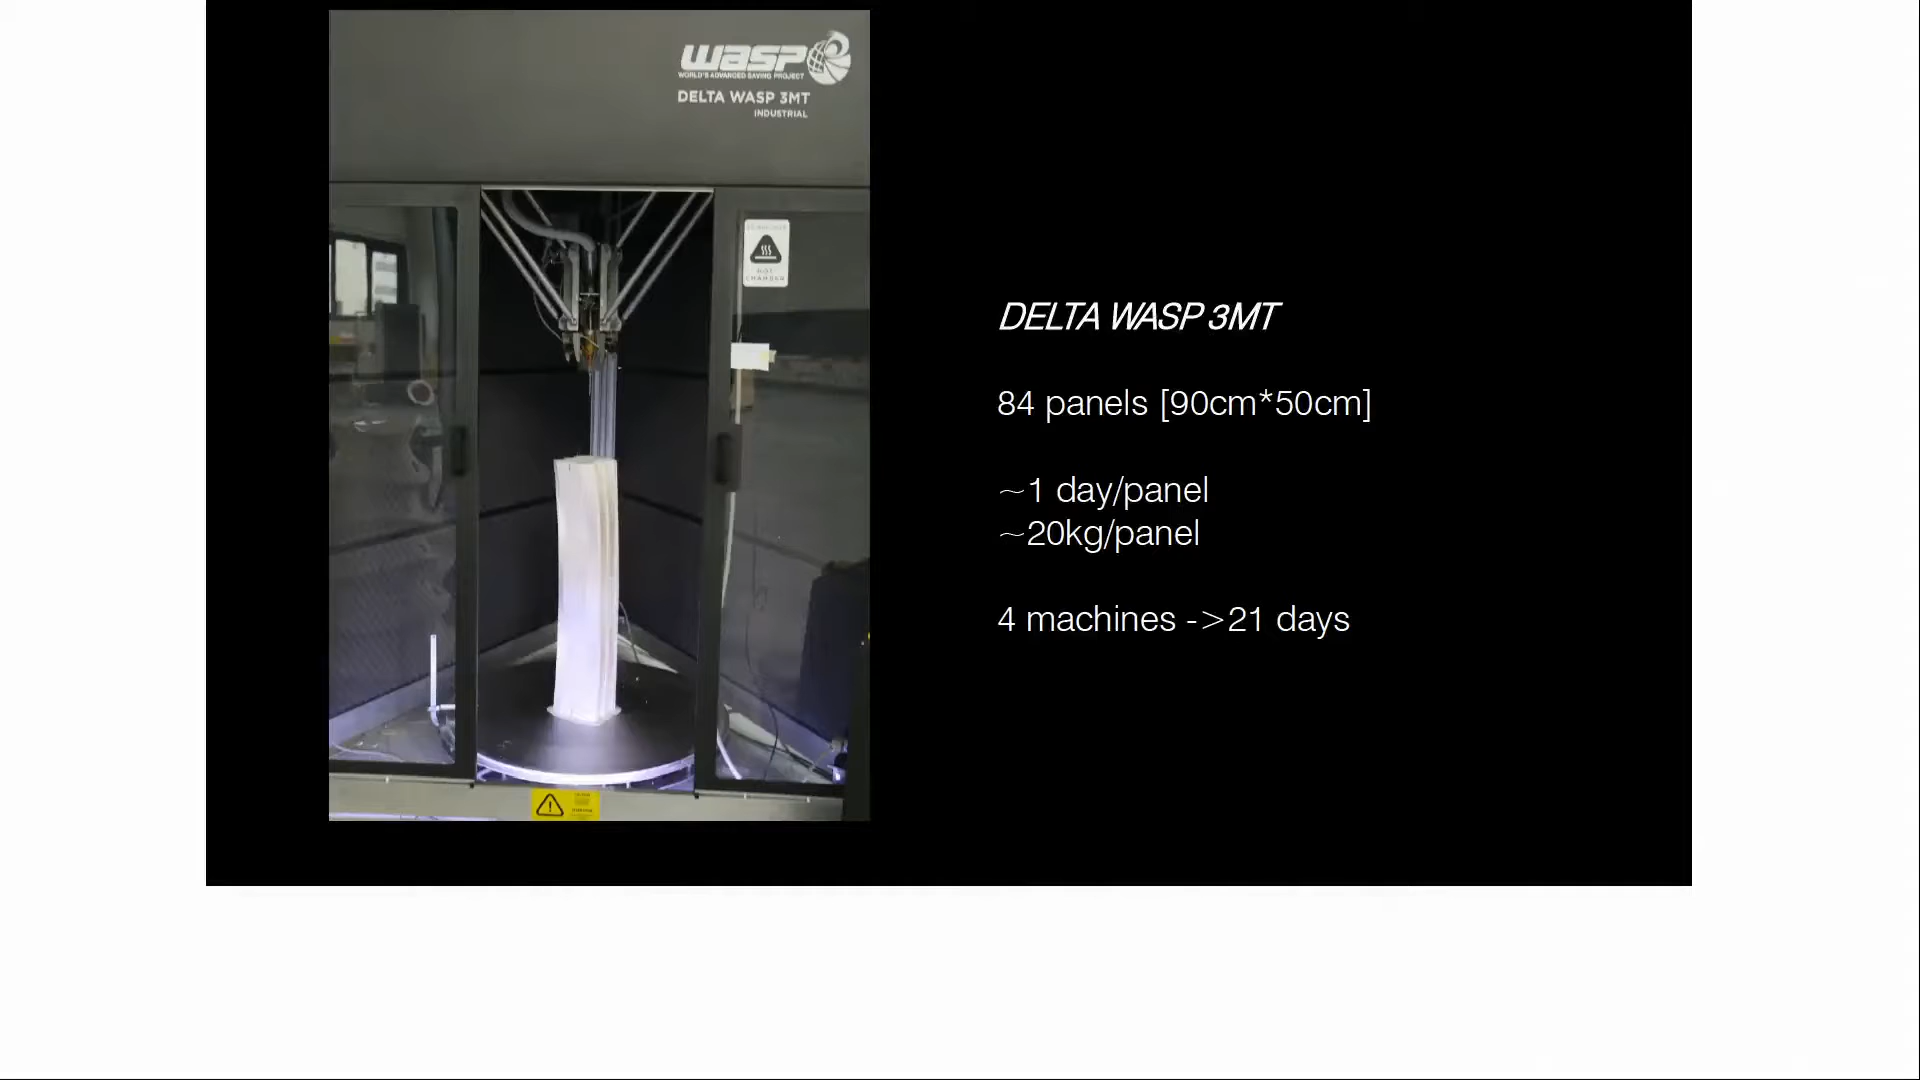 wasp
WORLD'S ADVANCED SAVING PROJECT
DELTA WASP 3MT
INDUSTRIAL
HOT
CHAMBER
DELTA WASP 3MT
84 panels [90cm*50cm]
~1 day/panel
~20kg/panel
4 machines ->21 days